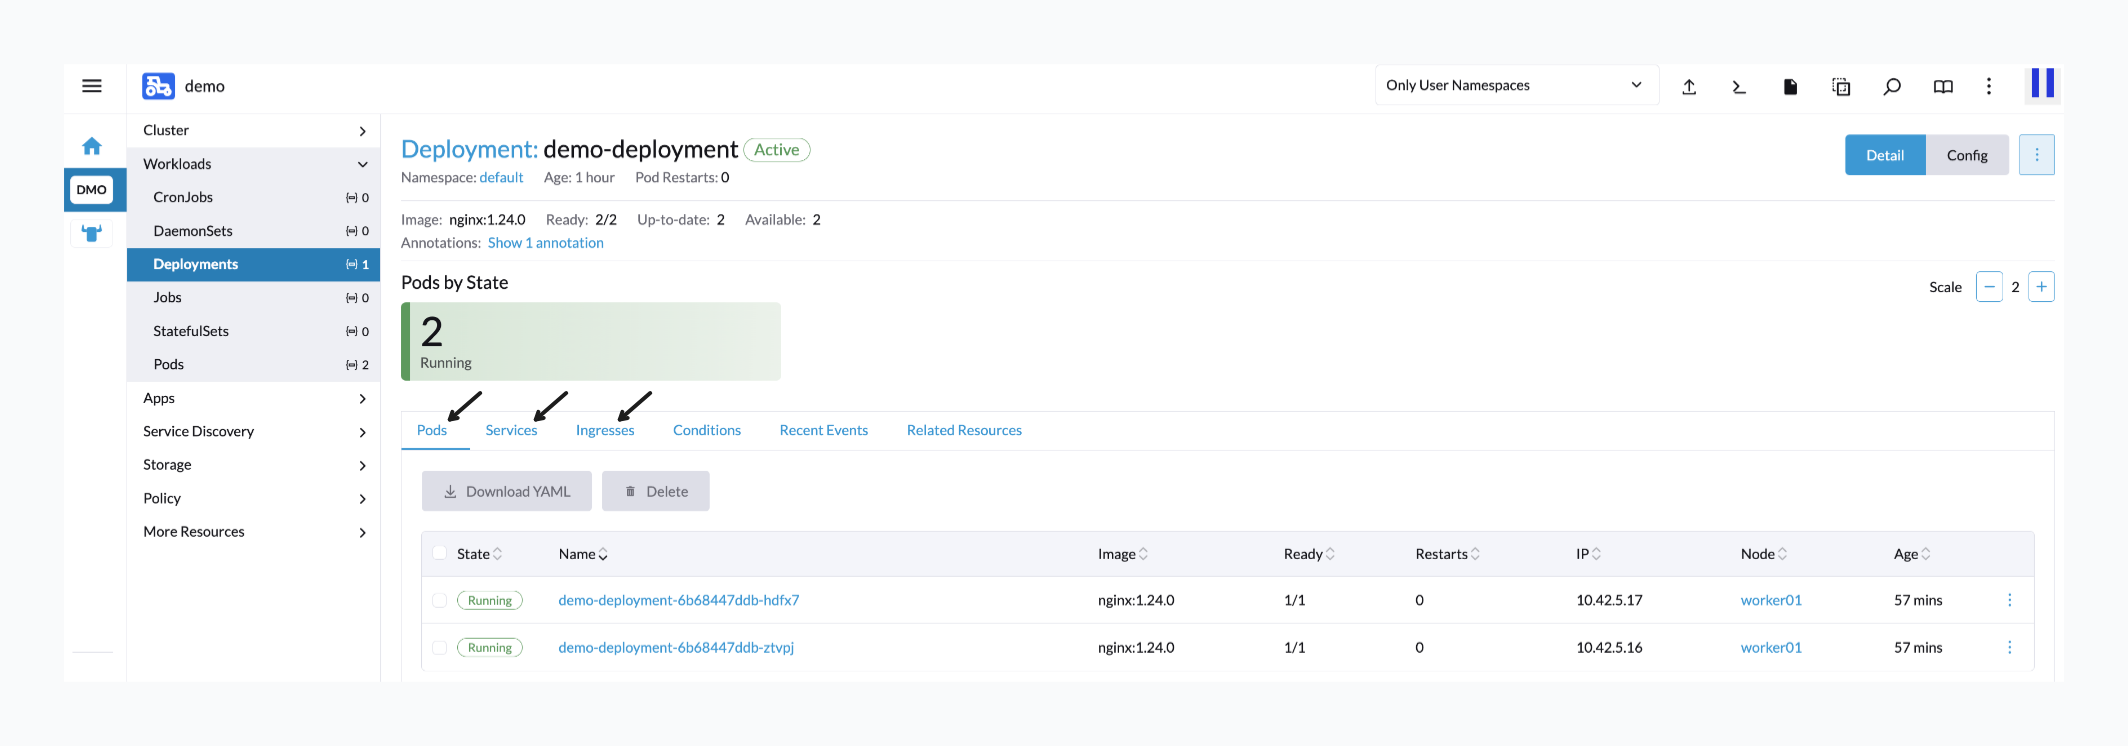 demo
Only User Namespaces
DMO
Cluster
Workloads
CronJobs 0
DaemonSets 0
Deployments 1
Jobs 0
StatefulSets 0
Pods 2
Apps
Service Discovery
Storage
Policy
More Resources
Deployment: demo-deployment Active
Detail Config
Namespace: default Age: 1 hour Pod Restarts: 0
Image: nginx:1.24.0 Ready: 2/2 Up-to-date: 2 Available: 2
Annotations: Show 1 annotation
Pods by State
Scale 2
2
Running
Pods Services Ingresses Conditions Recent Events Related Resources
Download YAML Delete
State Name Image Ready Restarts IP Node Age
Running demo-deployment-6b68447ddb-hdfx7 nginx:1.24.0 1/1 0 10.42.5.17 worker01 57 mins
Running demo-deployment-6b68447ddb-ztvpj nginx:1.24.0 1/1 0 10.42.5.16 worker01 57 mins